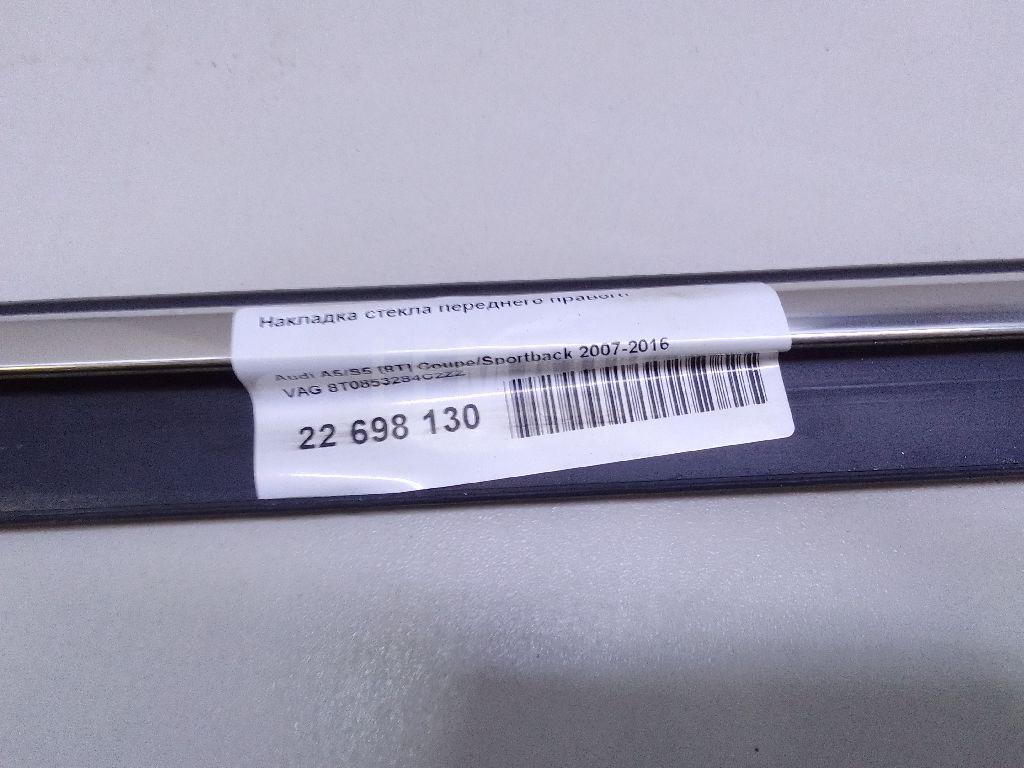 Накладка стекла переднего правого
Audi A5/S5 [8T] Coupe/Sportback 2007-2016
VAG 8T0853284C2ZZ
22 698 130